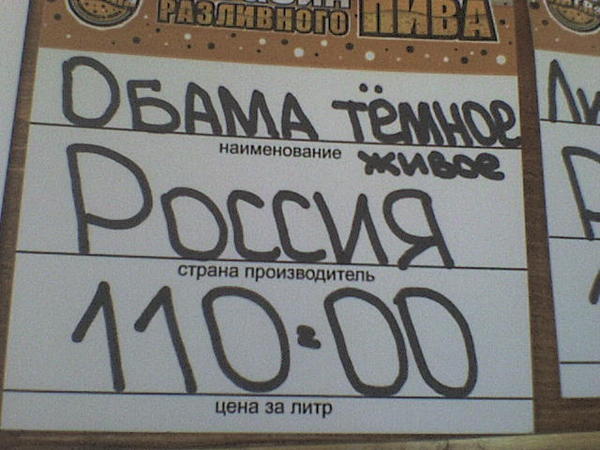 РАЗЛИВНОГО ПИВА
ОБАМА ТЁМНОЕ
наименование
живое
РОССИЯ
страна производитель
110=00
цена за литр